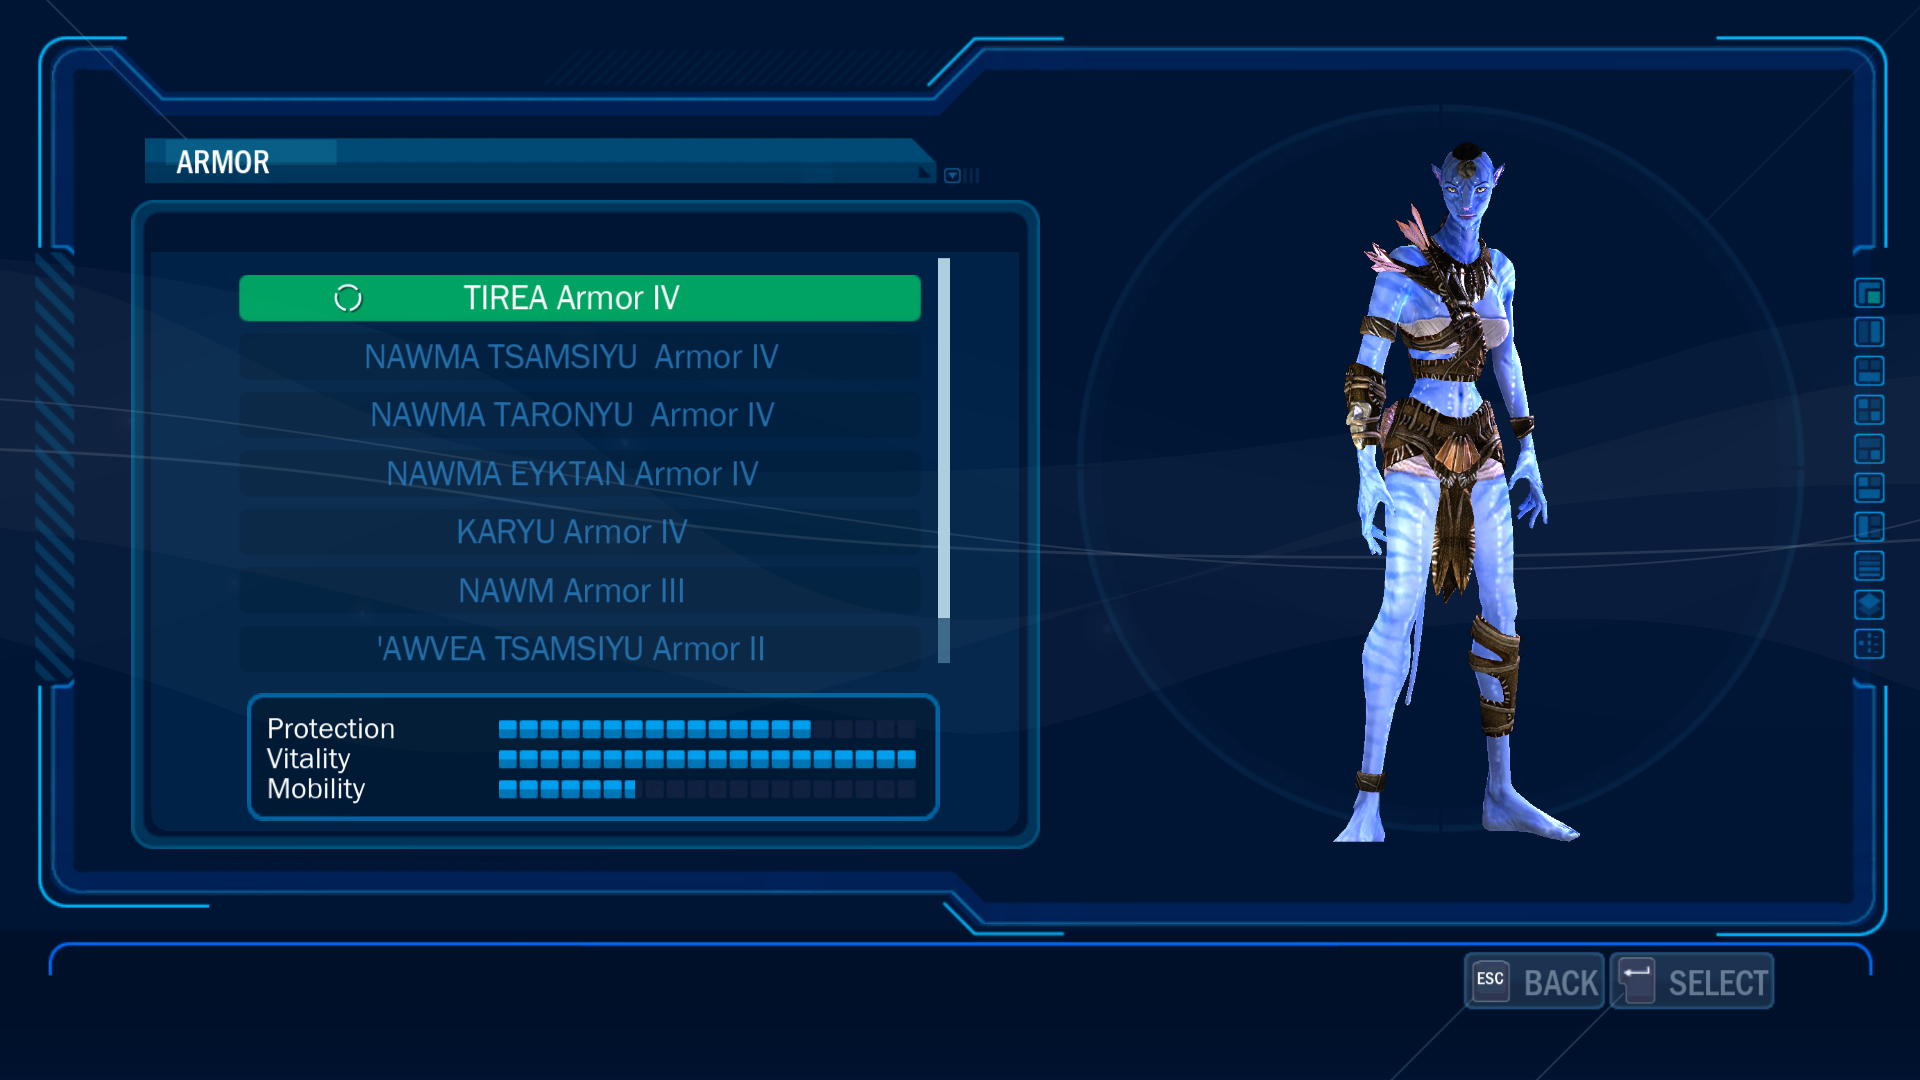 ARMOR
TIREA Armor IV
NAWMA TSAMSIYU  Armor IV
NAWMA TARONYU  Armor IV
NAWMA EYKTAN Armor IV
KARYU Armor IV
NAWM Armor III
'AWVEA TSAMSIYU Armor II
Protection
Vitality
Mobility
ESC BACK SELECT